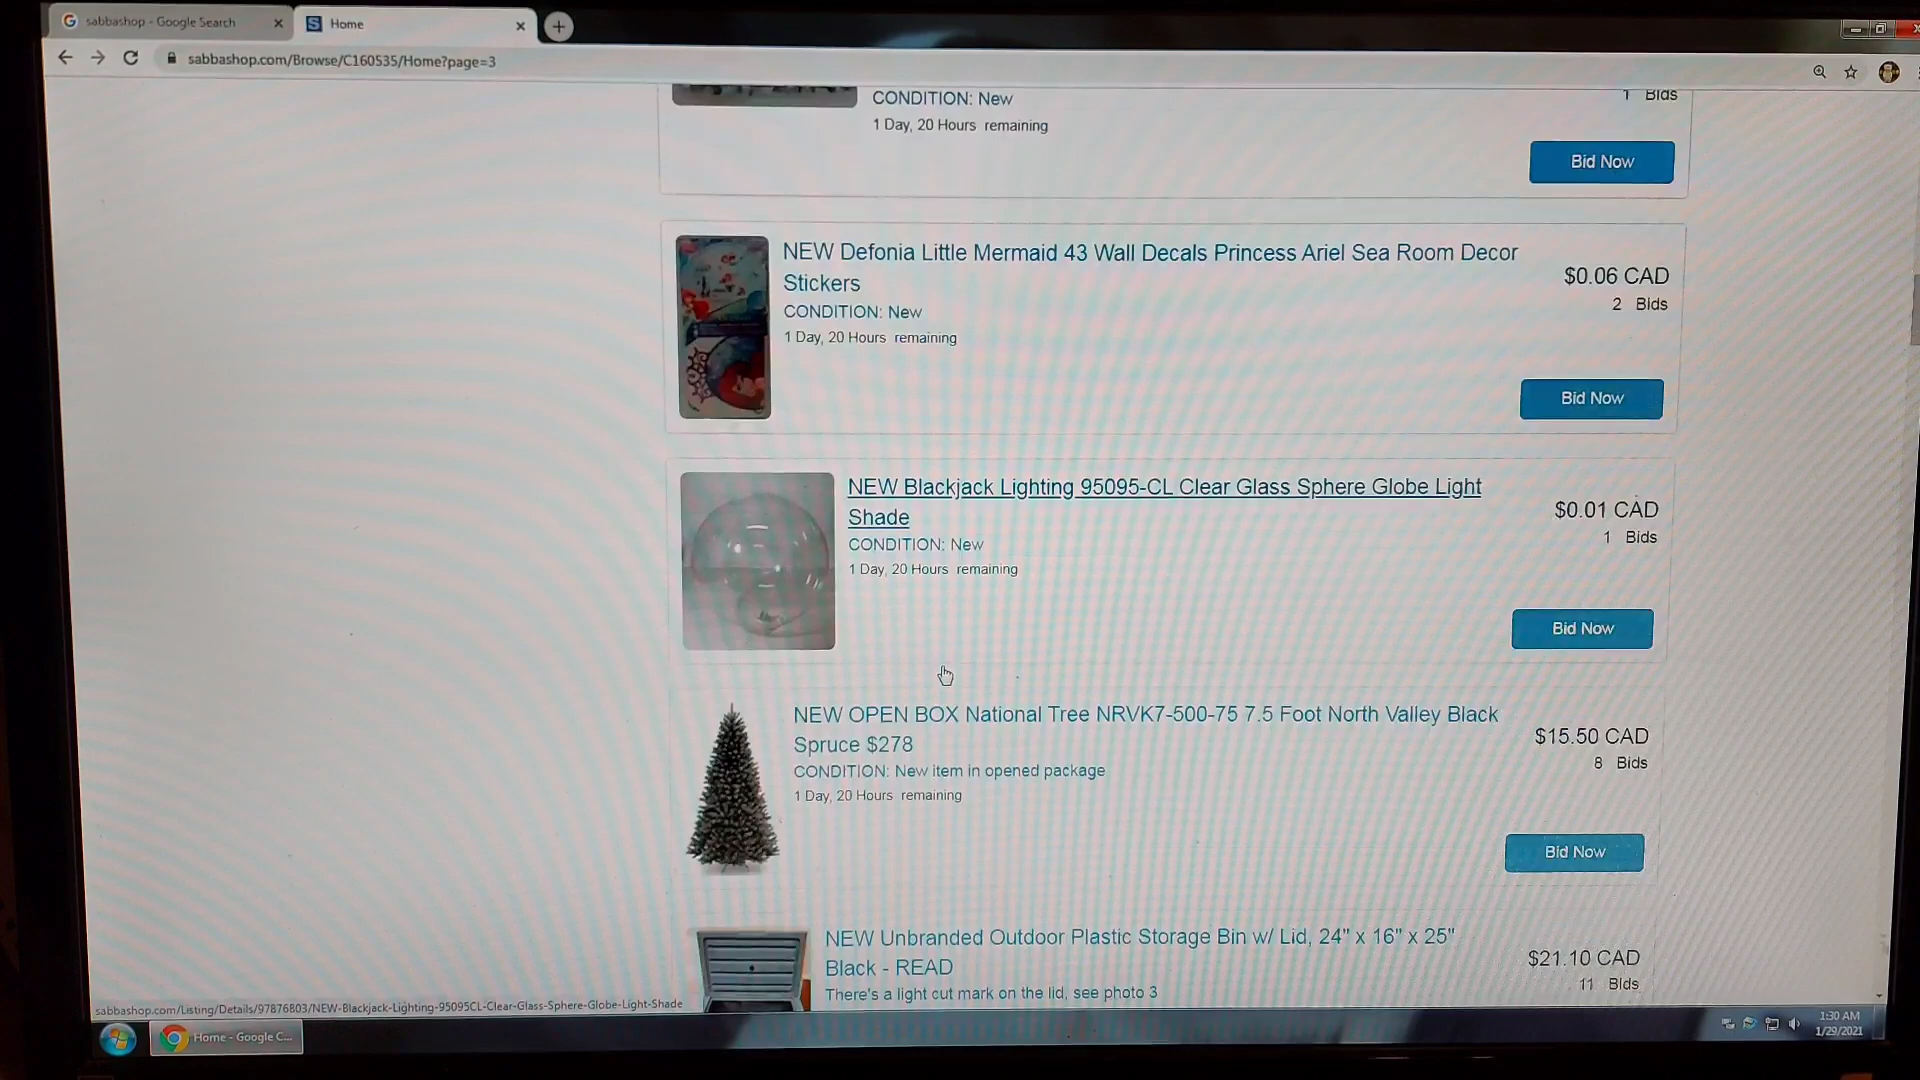 sabbashop - Google Search
Home
sabbashop.com/Browse/C160535/Home?page=3
CONDITION: New
1 Day, 20 Hours remaining
1 Bids
Bid Now
NEW Defonia Little Mermaid 43 Wall Decals Princess Ariel Sea Room Decor
Stickers
CONDITION: New
1 Day, 20 Hours remaining
$0.06 CAD
2 Bids
Bid Now
NEW Blackjack Lighting 95095-CL Clear Glass Sphere Globe Light
Shade
CONDITION: New
1 Day, 20 Hours remaining
$0.01 CAD
1 Bids
Bid Now
NEW OPEN BOX National Tree NRVK7-500-75 7.5 Foot North Valley Black
Spruce $278
CONDITION: New item in opened package
1 Day, 20 Hours remaining
$15.50 CAD
8 Bids
Bid Now
NEW Unbranded Outdoor Plastic Storage Bin w/ Lid, 24" x 16" x 25"
Black - READ
There's a light cut mark on the lid, see photo 3
$21.10 CAD
11 Bids
sabbashop.com/Listing/Details/97876803/NEW-Blackjack-Lighting-95095CL-Clear-Glass-Sphere-Globe-Light-Shade
Home - Google C...
1:30 AM
1/29/2021